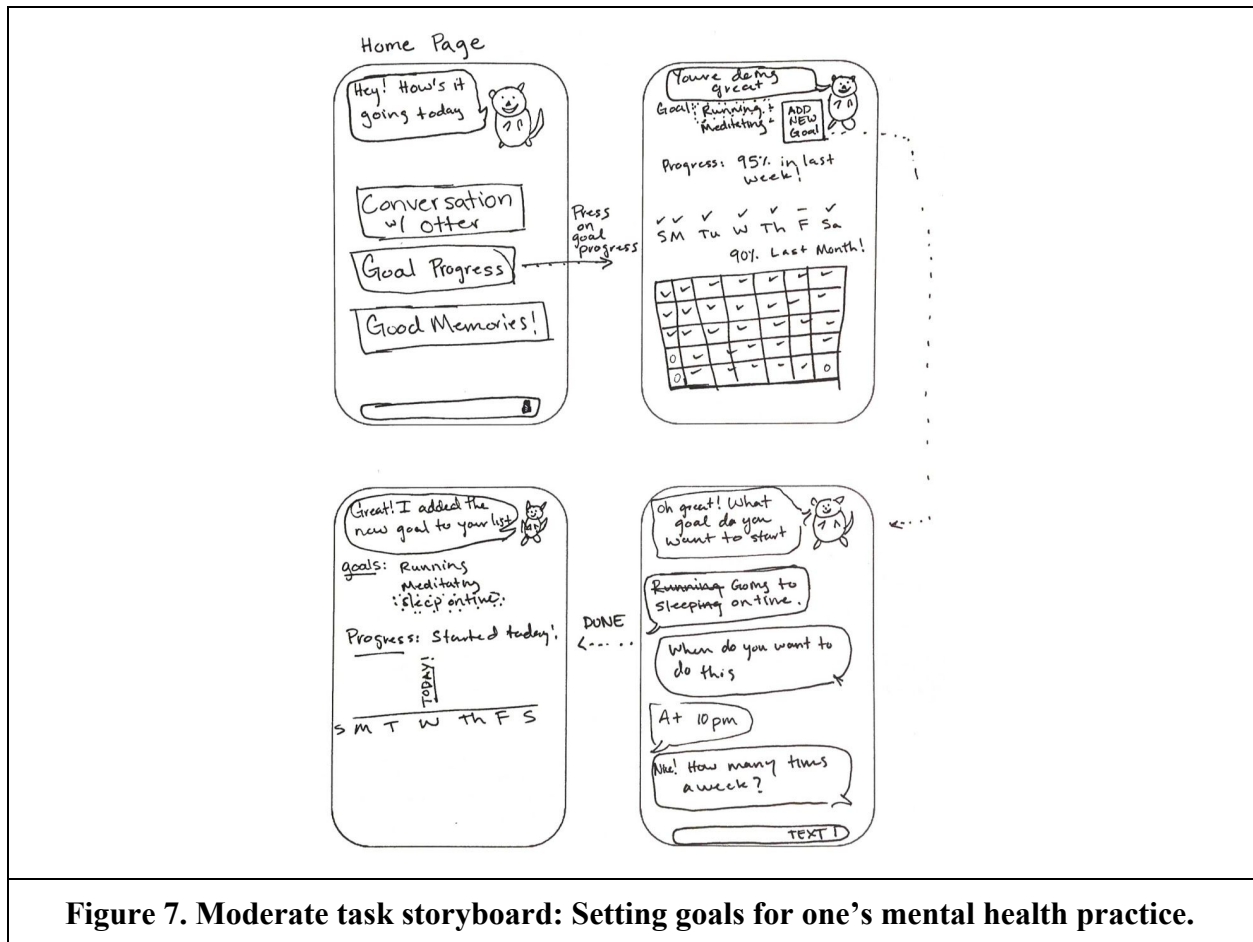 Home Page
Hey! How's it
going today
Conversation
w/ Otter
Goal Progress
Good Memories!
Press
on
goal
progress
You're doing
great
Goal: Running +
Meditating
ADD
NEW
Goal
Progress: 95% in last
week!
S M Tu W Th F Sa
90% Last Month!
Oh great! What
goal do you
want to start
Running Going to
sleeping on time.
When do you want to
do this
At 10pm
Nice! How many times
a week?
TEXT
DONE
Great! I added the
new goal to your list
goals: Running
Meditating
sleep on time
Progress: Started today!
TODAY!
S M T W Th F S
Figure 7. Moderate task storyboard: Setting goals for one's mental health practice.